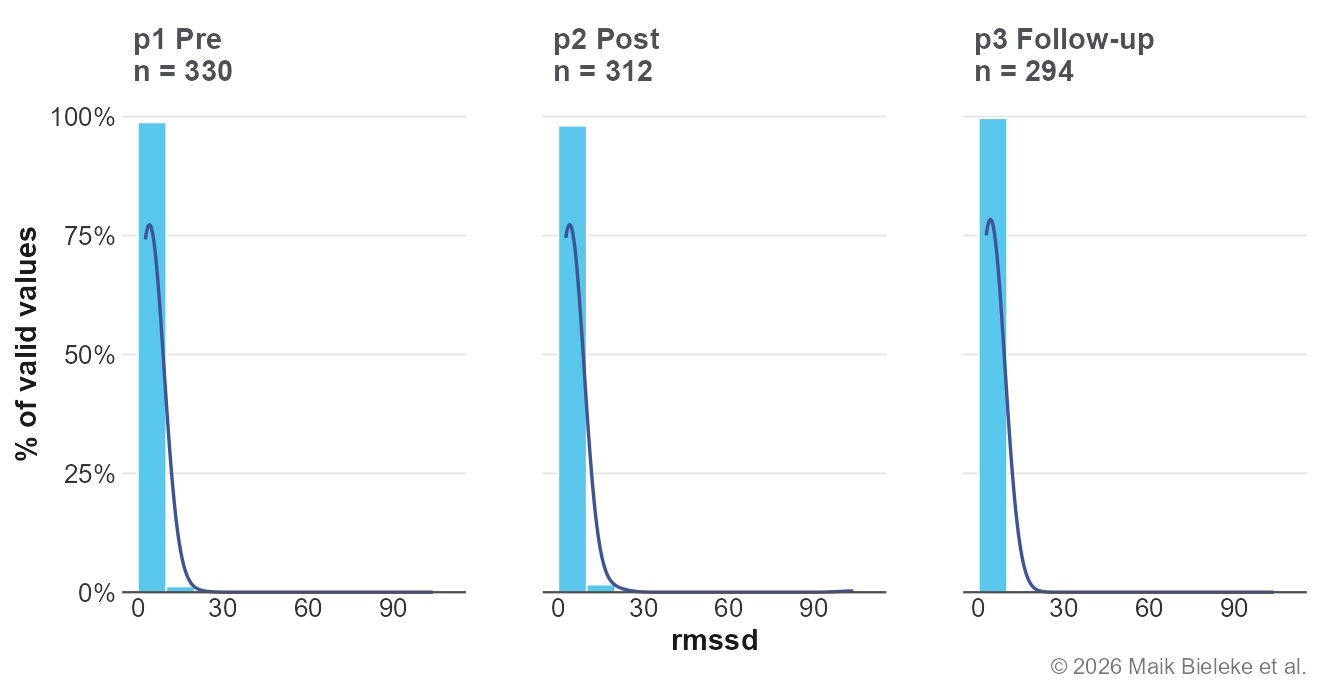 p1 Pre
n = 330
p2 Post
n = 312
p3 Follow-up
n = 294
100%
75%
50%
25%
0%
% of valid values
0 30 60 90
0 30 60 90
0 30 60 90
rmssd
© 2026 Maik Bieleke et al.